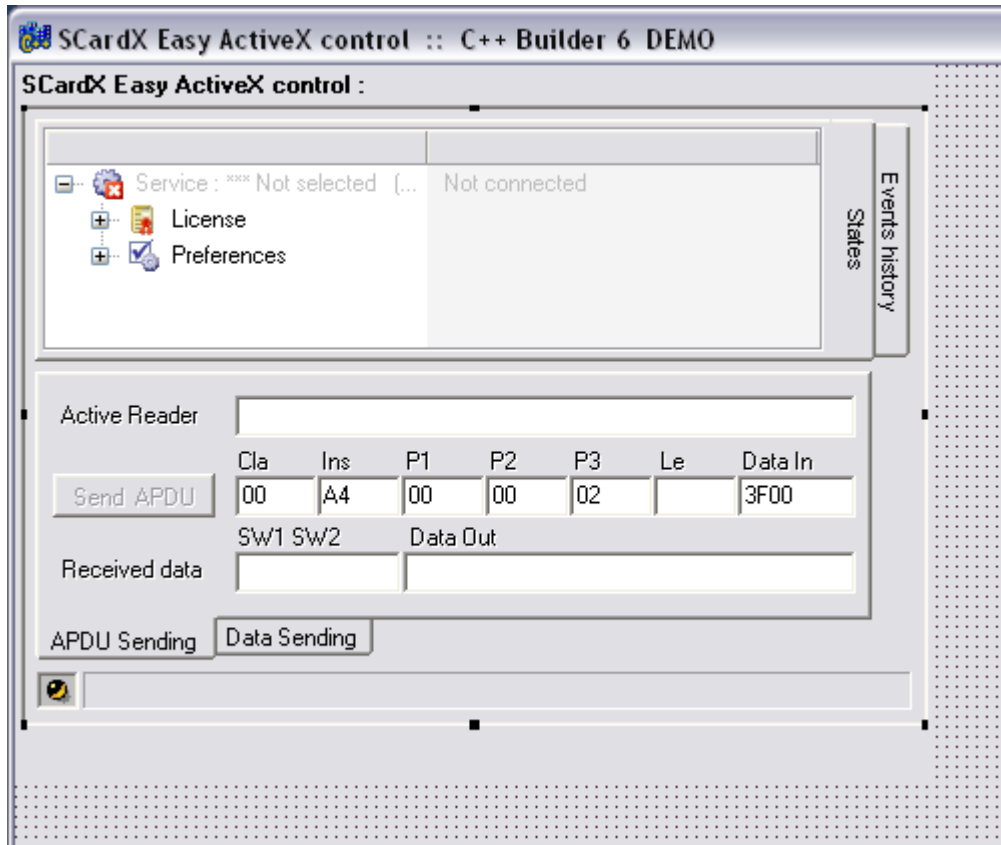 SCardX Easy ActiveX control :: C++ Builder 6 DEMO
SCardX Easy ActiveX control :
Service : *** Not selected (... Not connected
License
Preferences
States
Events history
Active Reader
Cla Ins P1 P2 P3 Le Data In
Send APDU 00 A4 00 00 02 3F00
SW1 SW2 Data Out
Received data
APDU Sending Data Sending